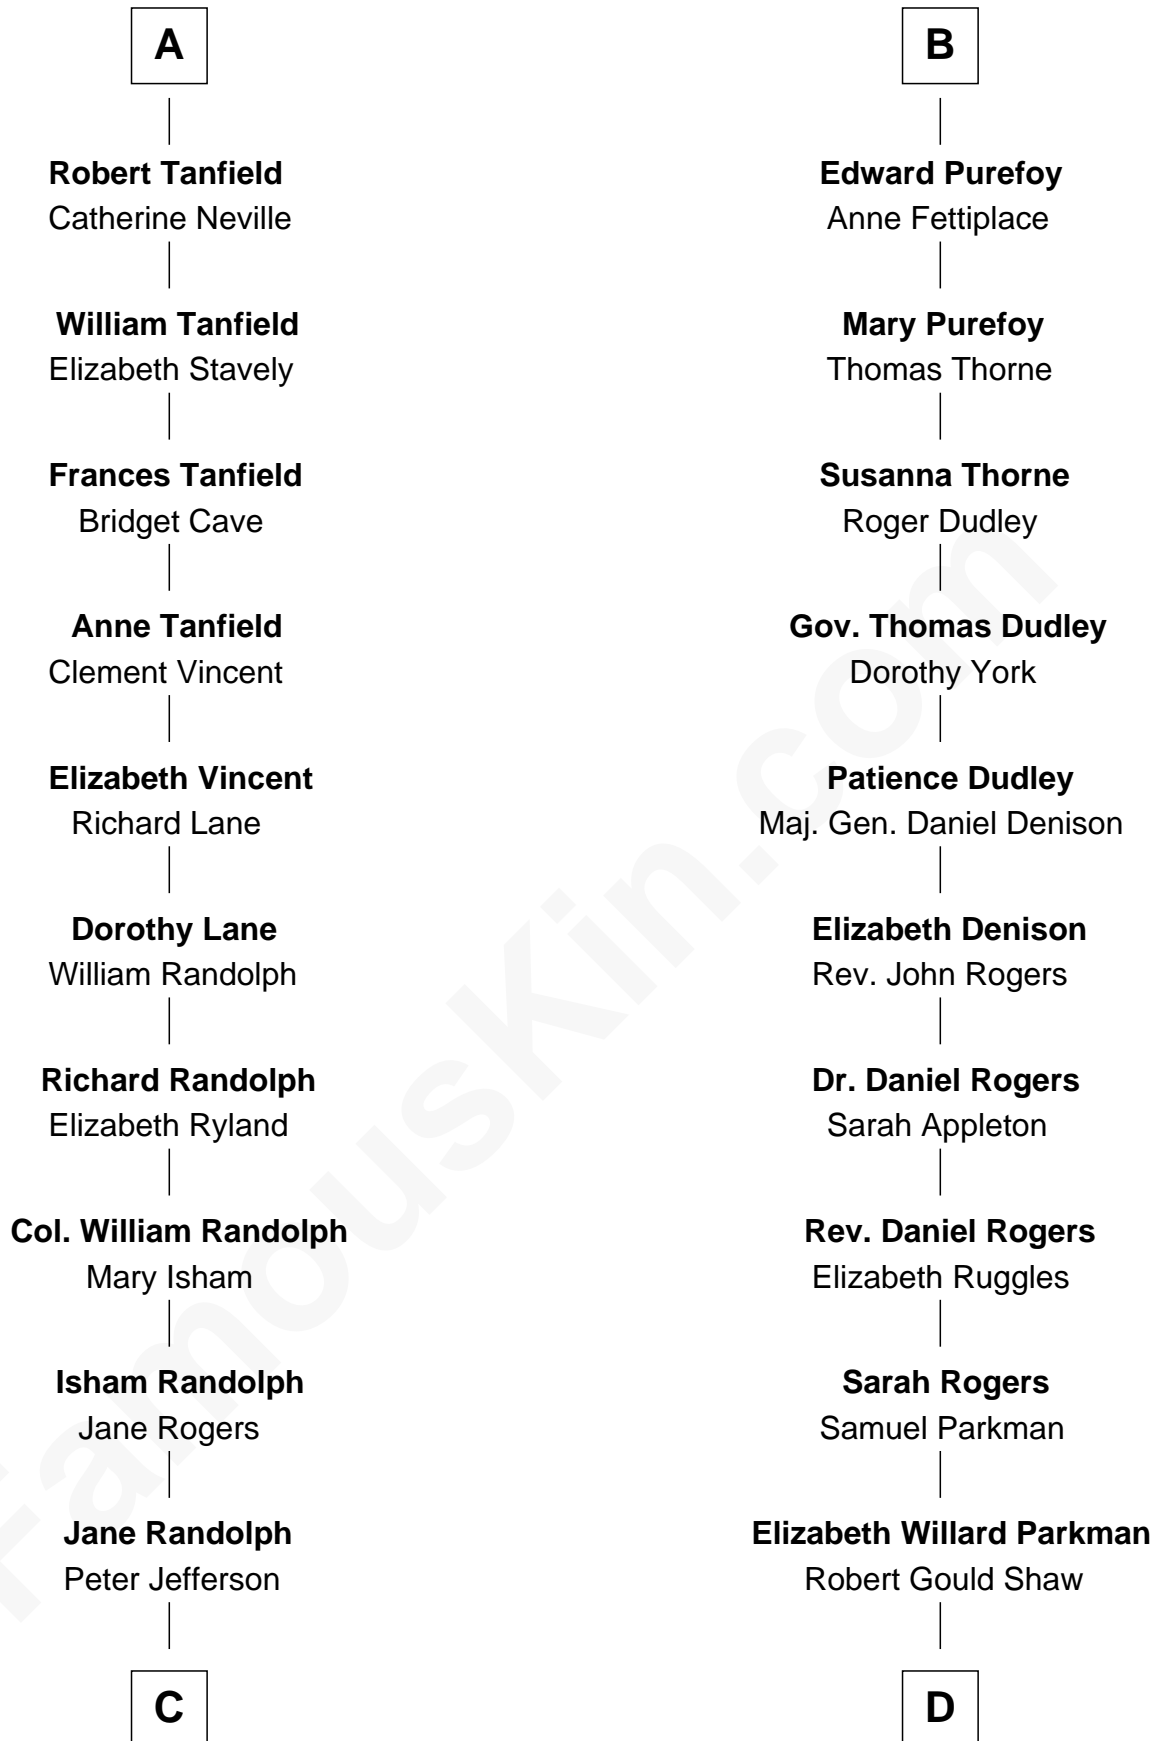 A
Robert Tanfield
Catherine Neville
William Tanfield
Elizabeth Stavely
Frances Tanfield
Bridget Cave
Anne Tanfield
Clement Vincent
Elizabeth Vincent
Richard Lane
Dorothy Lane
William Randolph
Richard Randolph
Elizabeth Ryland
Col. William Randolph
Mary Isham
Isham Randolph
Jane Rogers
Jane Randolph
Peter Jefferson
C
B
Edward Purefoy
Anne Fettiplace
Mary Purefoy
Thomas Thorne
Susanna Thorne
Roger Dudley
Gov. Thomas Dudley
Dorothy York
Patience Dudley
Maj. Gen. Daniel Denison
Elizabeth Denison
Rev. John Rogers
Dr. Daniel Rogers
Sarah Appleton
Rev. Daniel Rogers
Elizabeth Ruggles
Sarah Rogers
Samuel Parkman
Elizabeth Willard Parkman
Robert Gould Shaw
D
FamousKin.com